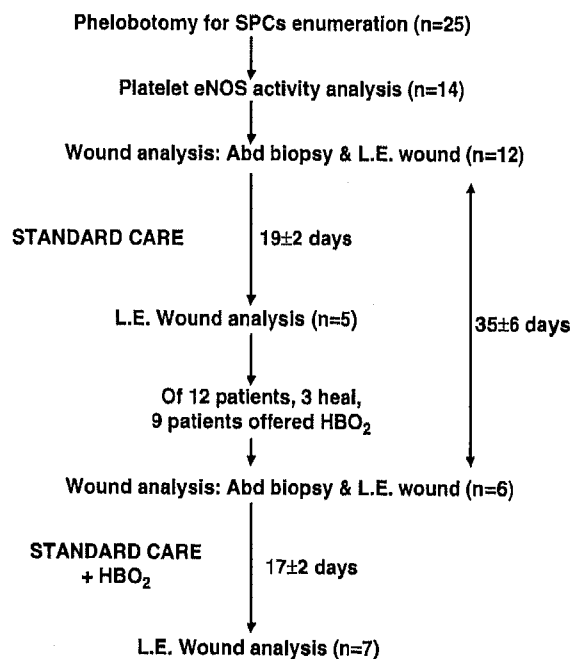 Phelobotomy for SPCs enumeration (n=25)
Platelet eNOS activity analysis (n=14)
Wound analysis: Abd biopsy & L.E. wound (n=12)
STANDARD CARE
19±2 days
L.E. Wound analysis (n=5)
35±6 days
Of 12 patients, 3 heal,
9 patients offered HBO₂
Wound analysis: Abd biopsy & L.E. wound (n=6)
STANDARD CARE
+ HBO₂
17±2 days
L.E. Wound analysis (n=7)